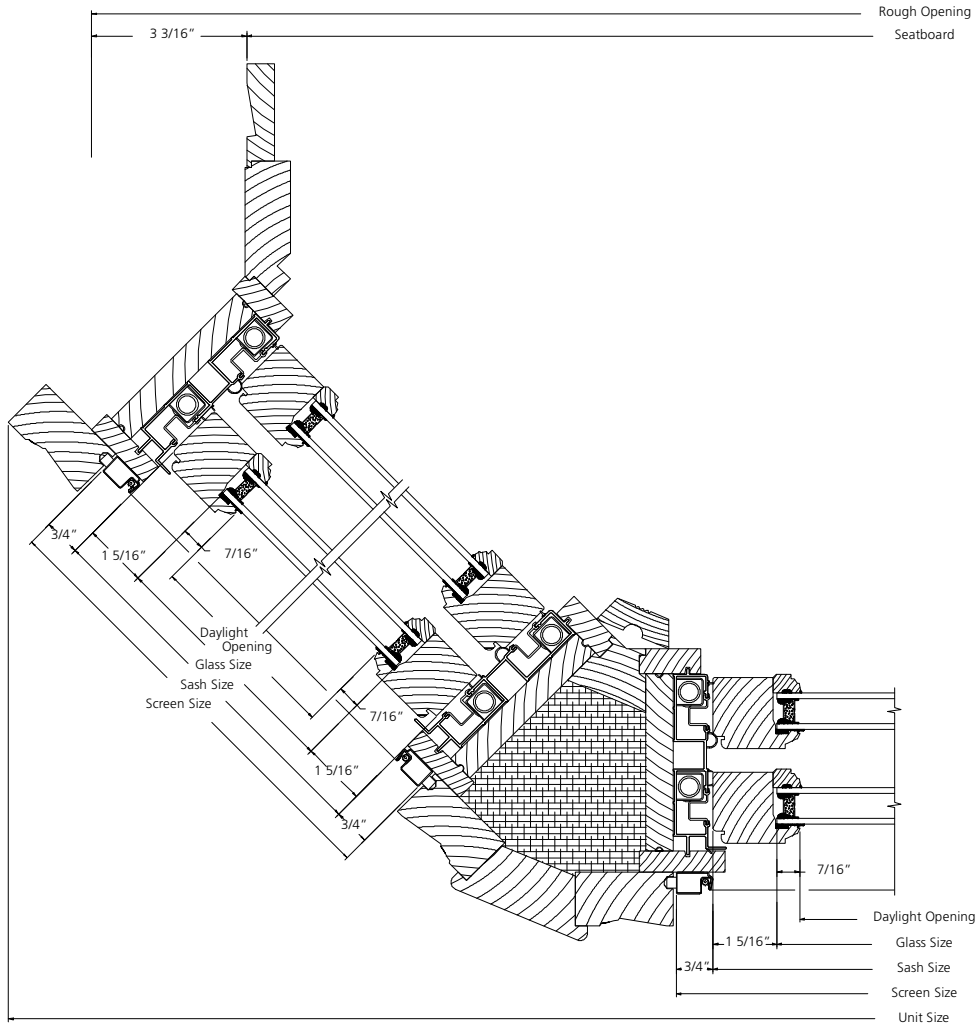 Rough Opening
3 3/16”
Seatboard
3/4”
1 5/16”
7/16”
Daylight
Opening
Glass Size
Sash Size
Screen Size
7/16”
1 5/16”
3/4”
7/16”
Daylight Opening
1 5/16”
Glass Size
3/4”
Sash Size
Screen Size
Unit Size